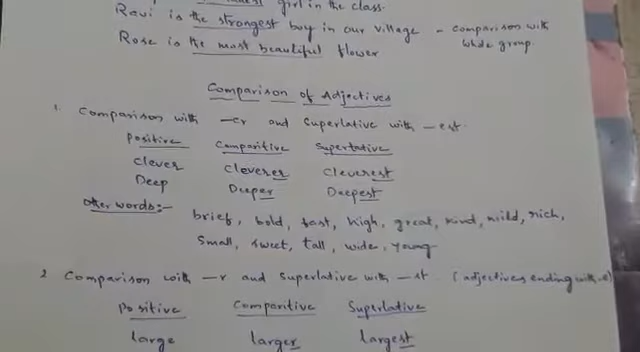 girl in the class.
Ravi is the strongest boy in our village - comparison with
whole group.
Rose is the most beautiful flower
Comparison of Adjectives
1. Comparison with -er and Superlative with -est.
Positive Comparitive Superlative
Clever Cleverer Cleverest
Deep Deeper Deepest
Other words:- brief, bold, fast, high, great, kind, mild, rich,
Small, sweet, tall, wide, young
2 Comparison with -r and Superlative with -st. (adjectives ending with -e)
Positive Comparitive Superlative
large larger largest